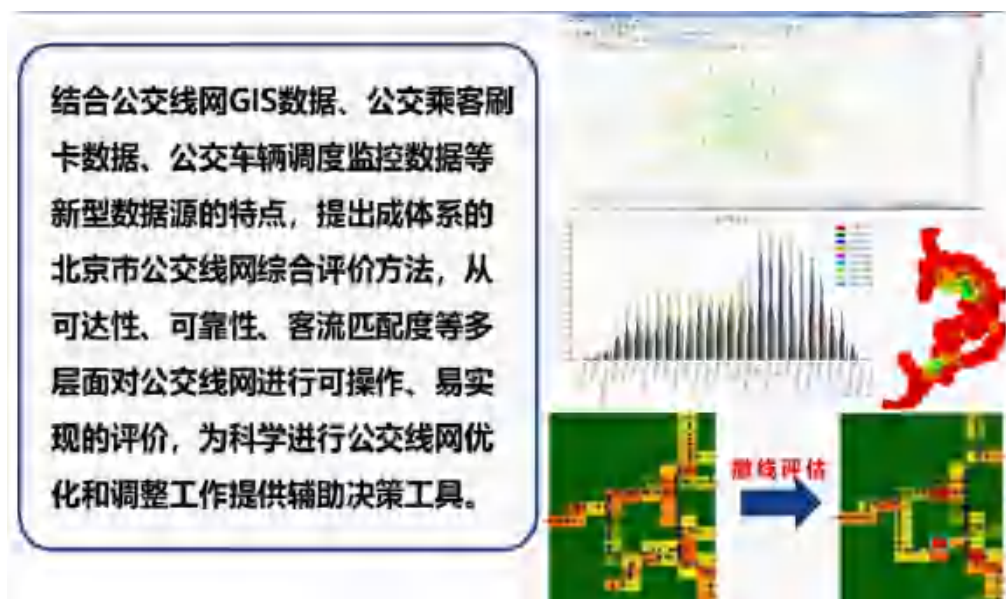 结合公交线网GIS数据、公交乘客刷
卡数据、公交车辆调度监控数据等
新型数据源的特点，提出成体系的
北京市公交线网综合评价方法，从
可达性、可靠性、客流匹配度等多
层面对公交线网进行可操作、易实
现的评价，为科学进行公交线网优
化和调整工作提供辅助决策工具。
撤线评估